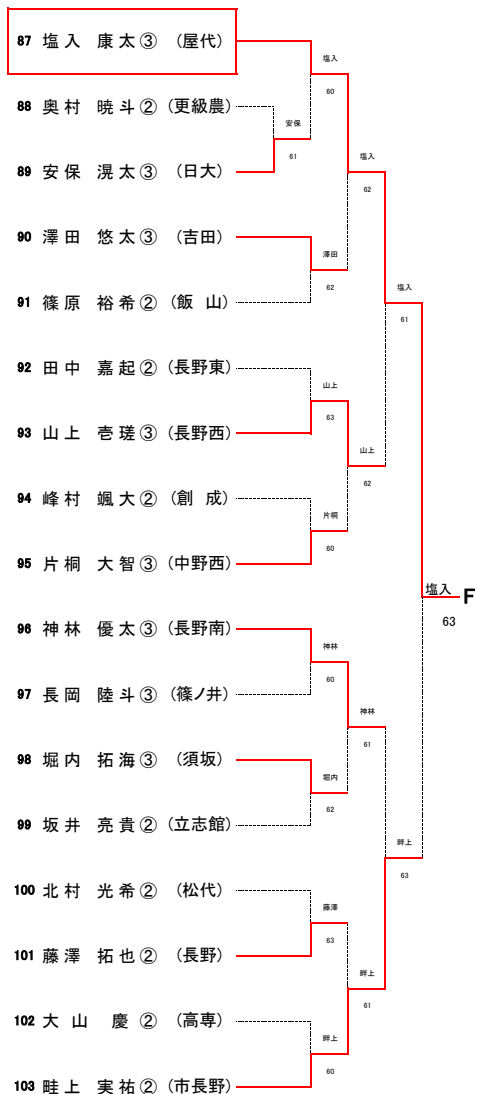 87 塩入 康太③ (屋代)
88 奥村 暁斗② (更級農)
89 安保 滉太③ (日大)
90 澤田 悠太③ (吉田)
91 篠原 裕希② (飯 山)
92 田中 嘉起② (長野東)
93 山上 壱瑳③ (長野西)
94 峰村 颯大② (創 成)
95 片桐 大智③ (中野西)
96 神林 優太③ (長野南)
97 長岡 陸斗③ (篠ノ井)
98 堀内 拓海③ (須坂)
99 坂井 亮貴② (立志館)
100 北村 光希② (松代)
101 藤澤 拓也② (長野)
102 大山 慶② (高専)
103 畦上 実祐② (市長野)
安保
61
塩入
60
澤田
62
山上
63
片桐
60
神林
60
堀内
62
藤澤
63
畔上
60
塩入
62
山上
62
神林
61
畔上
61
塩入
61
畔上
63
塩入
63
F